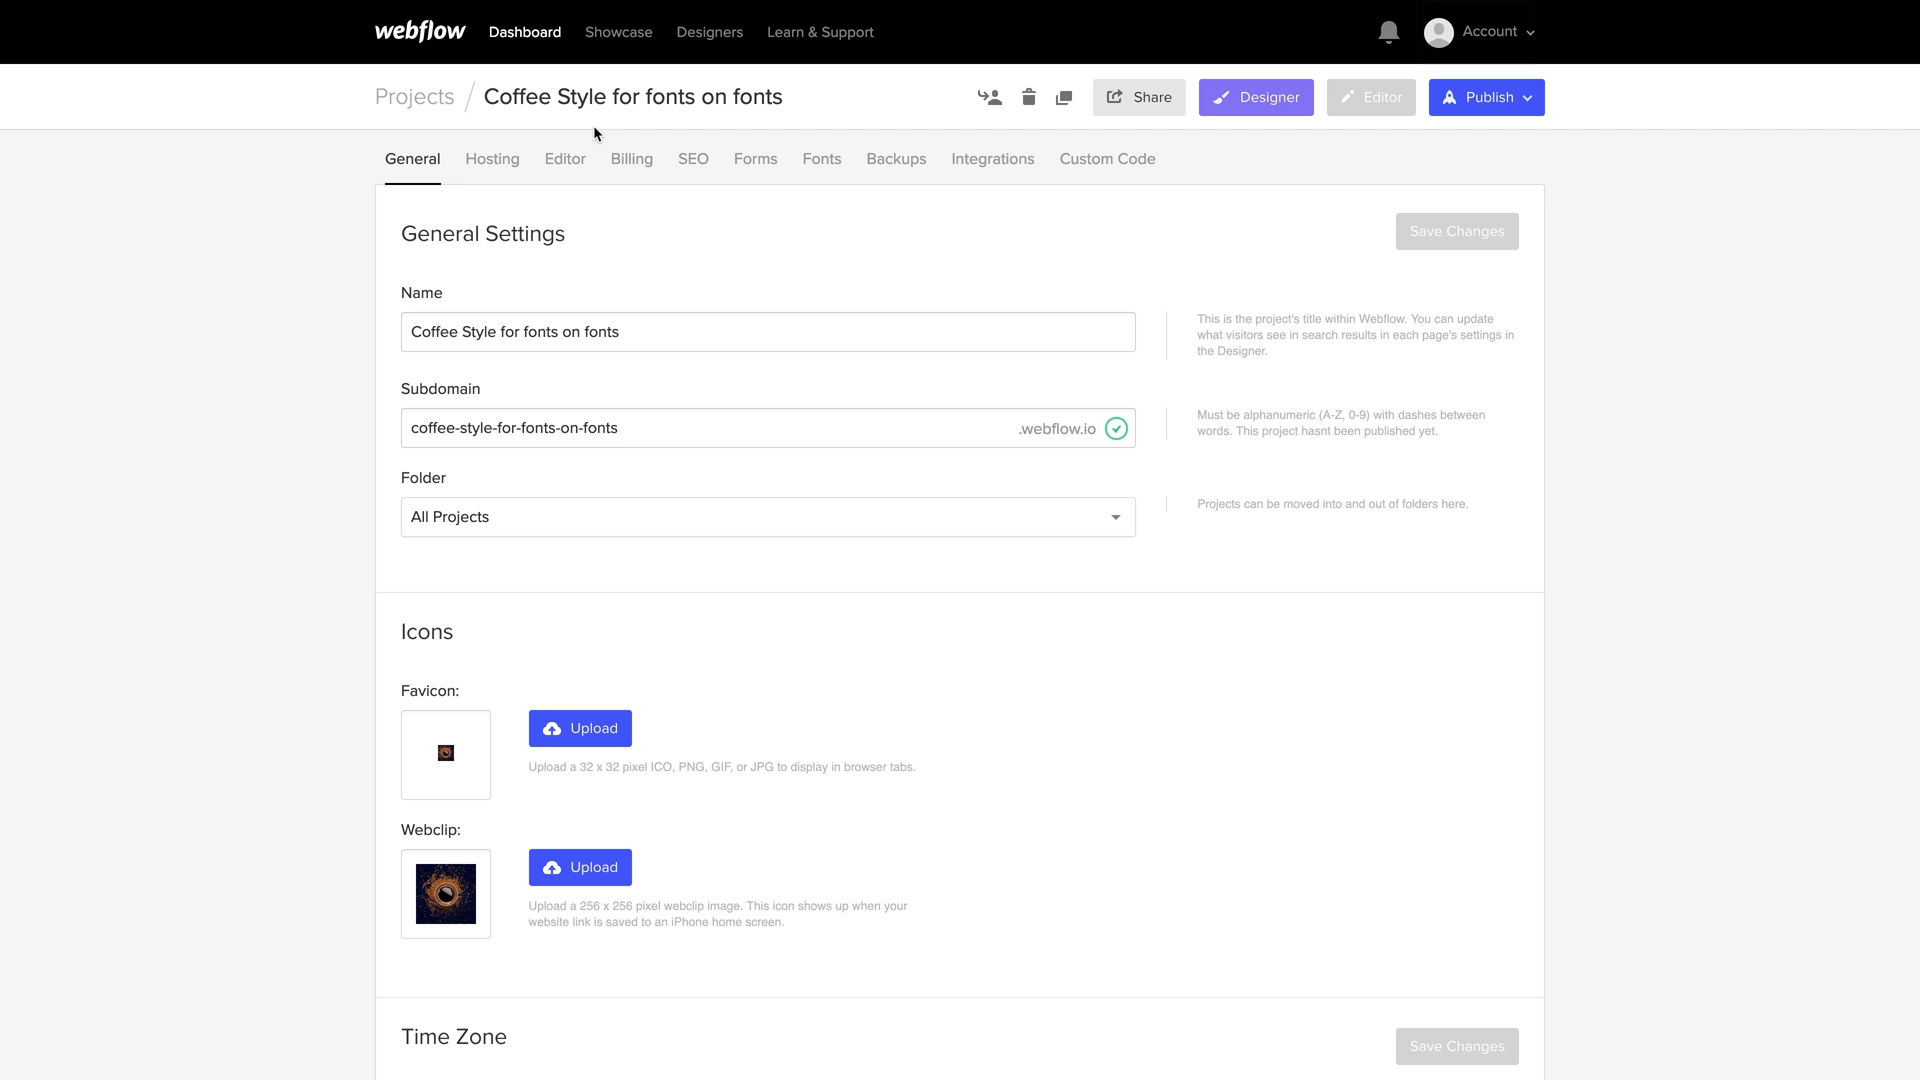 webflow Dashboard Showcase Designers Learn & Support Account
Projects / Coffee Style for fonts on fonts Share Designer Editor Publish
General Hosting Editor Billing SEO Forms Fonts Backups Integrations Custom Code
General Settings
Save Changes
Name
Coffee Style for fonts on fonts
This is the project's title within Webflow. You can update
what visitors see in search results in each page's settings in
the Designer.
Subdomain
coffee-style-for-fonts-on-fonts .webflow.io
Must be alphanumeric (A-Z, 0-9) with dashes between
words. This project hasnt been published yet.
Folder
All Projects
Projects can be moved into and out of folders here.
Icons
Favicon:
Upload
Upload a 32 x 32 pixel ICO, PNG, GIF, or JPG to display in browser tabs.
Webclip:
Upload
Upload a 256 x 256 pixel webclip image. This icon shows up when your
website link is saved to an iPhone home screen.
Time Zone
Save Changes